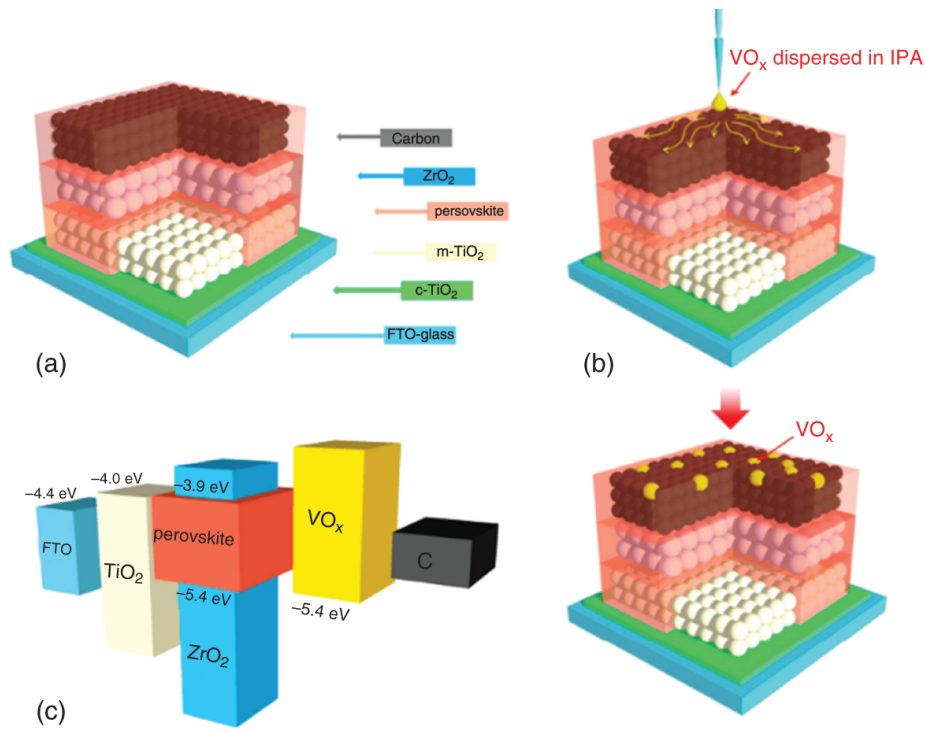 Carbon
ZrO₂
persovskite
m-TiO₂
c-TiO₂
FTO-glass
(a)
VOₓ dispersed in IPA
(b)
VOₓ
–4.4 eV
–4.0 eV
–3.9 eV
FTO
TiO₂
perovskite
VOₓ
C
–5.4 eV
–5.4 eV
ZrO₂
(c)